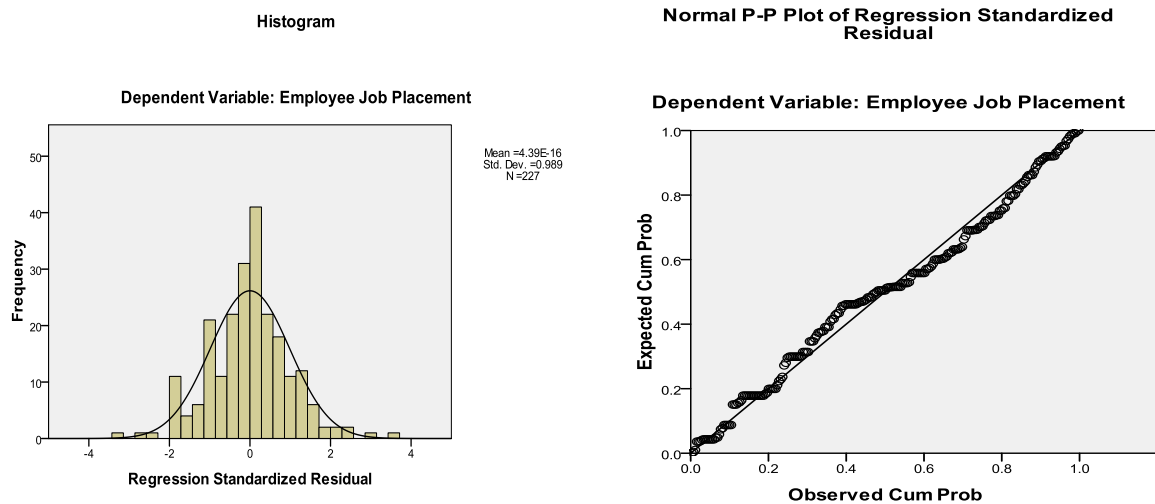 Histogram
Dependent Variable: Employee Job Placement
Mean =4.39E-16
Std. Dev. =0.989
N =227
Frequency
50
40
30
20
10
0
-4
-2
0
2
4
Regression Standardized Residual
Normal P-P Plot of Regression Standardized
Residual
Dependent Variable: Employee Job Placement
Expected Cum Prob
1.0
0.8
0.6
0.4
0.2
0.0
0.0
0.2
0.4
0.6
0.8
1.0
Observed Cum Prob